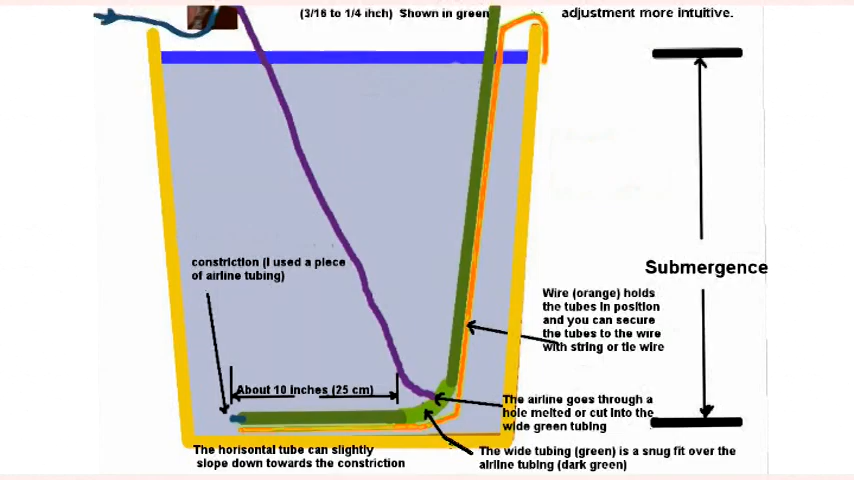 (3/16 to 1/4 ihch) Shown in green
adjustment more intuitive.
constriction (I used a piece
of airline tubing)
Submergence
Wire (orange) holds
the tubes in position
and you can secure
the tubes to the wire
with string or tie wire
About 10 inches (25 cm)
The airline goes through a
hole melted or cut into the
wide green tubing
The horisontal tube can slightly
slope down towards the constriction
The wide tubing (green) is a snug fit over the
airline tubing (dark green)